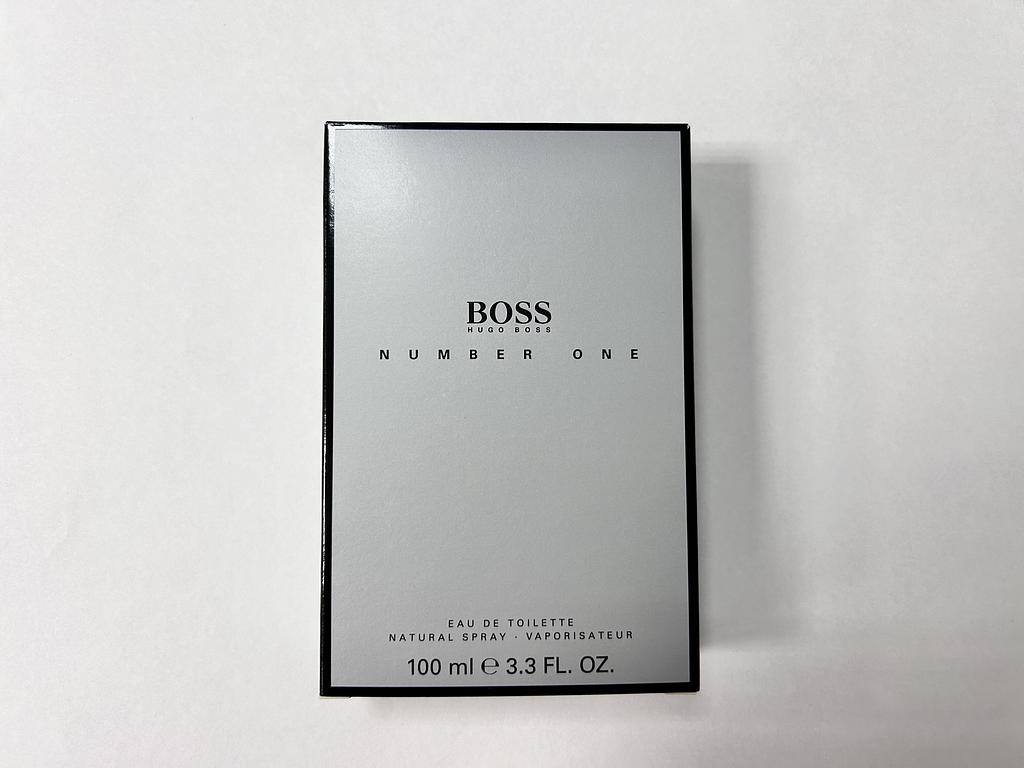 BOSS
HUGO BOSS
NUMBER ONE
EAU DE TOILETTE
NATURAL SPRAY · VAPORISATEUR
100 ml ℮ 3.3 FL. OZ.